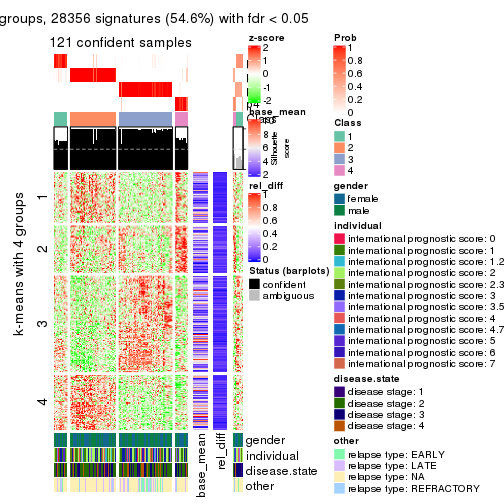 groups, 28356 signatures (54.6%) with fdr < 0.05
121 confident samples
z-score
2
1
0
-1
-2
base_mean
8
6
4
2
rel_diff
1
0.8
0.6
0.4
0.2
0
Status (barplots)
confident
ambiguous
Silhouette
score
Prob
1
0.8
0.6
0.4
0.2
0
Class
1
2
3
4
gender
female
male
individual
international prognostic score: 0
international prognostic score: 1
international prognostic score: 1.2
international prognostic score: 2
international prognostic score: 2.3
international prognostic score: 3
international prognostic score: 3.5
international prognostic score: 4
international prognostic score: 4.7
international prognostic score: 5
international prognostic score: 6
international prognostic score: 7
disease.state
disease stage: 1
disease stage: 2
disease stage: 3
disease stage: 4
other
relapse type: EARLY
relapse type: LATE
relapse type: NA
relapse type: REFRACTORY
k-means with 4 groups
1
2
3
4
base_mean
rel_diff
gender
individual
disease.state
other